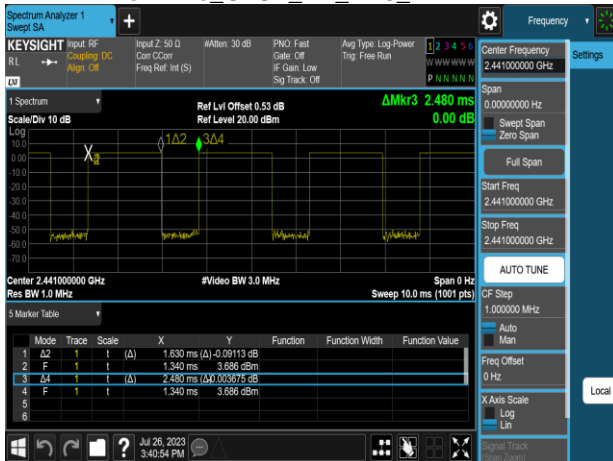 Spectrum Analyzer 1
Swept SA
Frequency
KEYSIGHT
RL
LXI
Input: RF
Coupling: DC
Align: Off
Input Z: 50 Ω
Corr CCorr
Freq Ref: Int (S)
#Atten: 30 dB
PNO: Fast
Gate: Off
IF Gain: Low
Sig Track: Off
Avg Type: Log-Power
Trig: Free Run
1 2 3 4 5 6
W W W W W W
P N N N N N
Center Frequency
2.441000000 GHz
Settings
Span
0.00000000 Hz
Swept Span
Zero Span
Full Span
Start Freq
2.441000000 GHz
Stop Freq
2.441000000 GHz
AUTO TUNE
CF Step
1.000000 MHz
Auto
Man
Freq Offset
0 Hz
X Axis Scale
Log
Lin
Signal Track
(Span Zoom)
Local
1 Spectrum
Scale/Div 10 dB
Log
Ref Lvl Offset 0.53 dB
Ref Level 20.00 dBm
ΔMkr3 2.480 ms
0.00 dB
10.0
0.00
-10.0
-20.0
-30.0
-40.0
-50.0
-60.0
-70.0
1Δ2
3Δ4
Center 2.441000000 GHz
Res BW 1.0 MHz
#Video BW 3.0 MHz
Span 0 Hz
Sweep 10.0 ms (1001 pts)
5 Marker Table
Mode Trace Scale X Y Function Function Width Function Value
1 Δ2 1 t (Δ) 1.630 ms (Δ) -0.09113 dB
2 F 1 t 1.340 ms 3.686 dBm
3 Δ4 1 t (Δ) 2.480 ms (Δ) 0.003675 dB
4 F 1 t 1.340 ms 3.686 dBm
5
6
?
Jul 26, 2023
3:40:54 PM